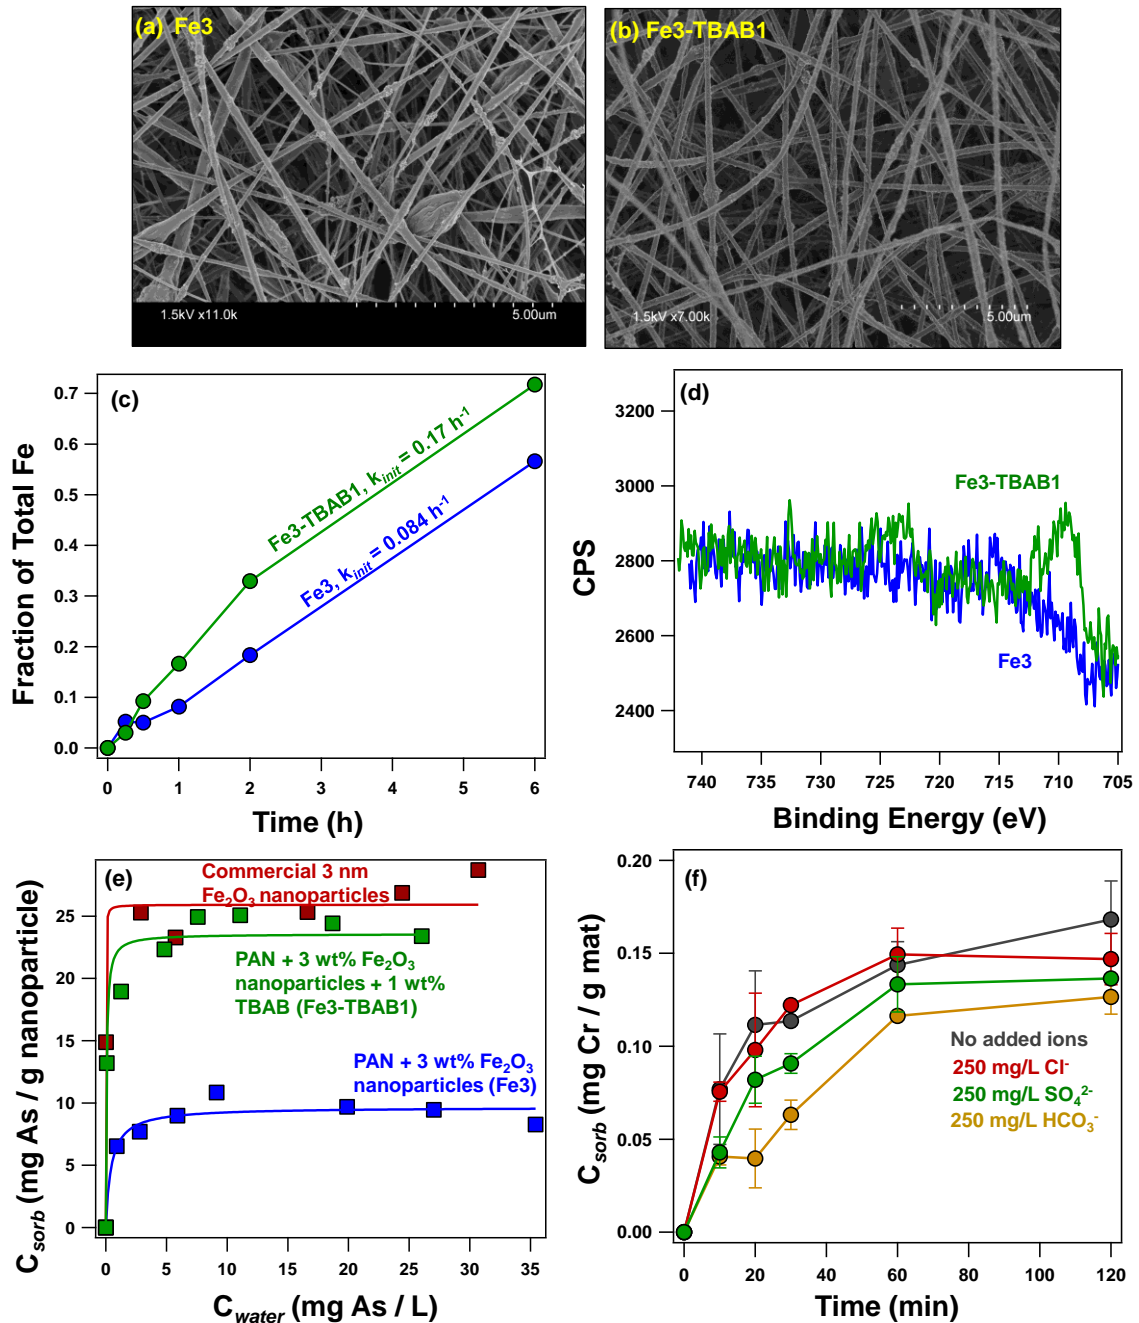 (a) Fe3
1.5kV x11.0k
5.00um
(b) Fe3-TBAB1
1.5kV x7.00k
5.00um
(c)
Fraction of Total Fe
0.7
0.6
0.5
0.4
0.3
0.2
0.1
0.0
Fe3-TBAB1, k_init = 0.17 h⁻¹
Fe3, k_init = 0.084 h⁻¹
0 1 2 3 4 5 6
Time (h)
(d)
CPS
3200
3000
2800
2600
2400
Fe3-TBAB1
Fe3
740 735 730 725 720 715 710 705
Binding Energy (eV)
(e)
C_sorb (mg As / g nanoparticle)
25
20
15
10
5
0
Commercial 3 nm
Fe₂O₃ nanoparticles
PAN + 3 wt% Fe₂O₃
nanoparticles + 1 wt%
TBAB (Fe3-TBAB1)
PAN + 3 wt% Fe₂O₃
nanoparticles (Fe3)
0 5 10 15 20 25 30 35
C_water (mg As / L)
(f)
C_sorb (mg Cr / g mat)
0.20
0.15
0.10
0.05
0.00
No added ions
250 mg/L Cl⁻
250 mg/L SO₄²⁻
250 mg/L HCO₃⁻
0 20 40 60 80 100 120
Time (min)